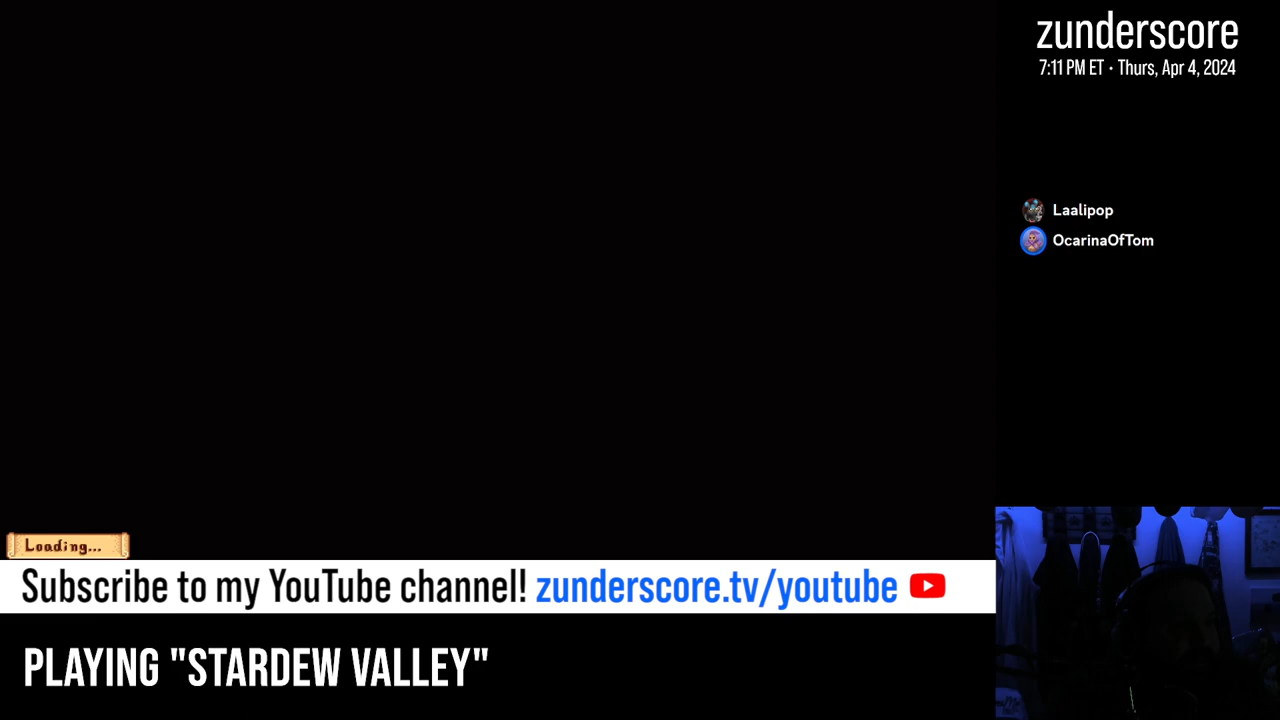 zunderscore
7:11 PM ET • Thurs, Apr 4, 2024
Laalipop
OcarinaOfTom
Loading...
Subscribe to my YouTube channel! zunderscore.tv/youtube
PLAYING "STARDEW VALLEY"